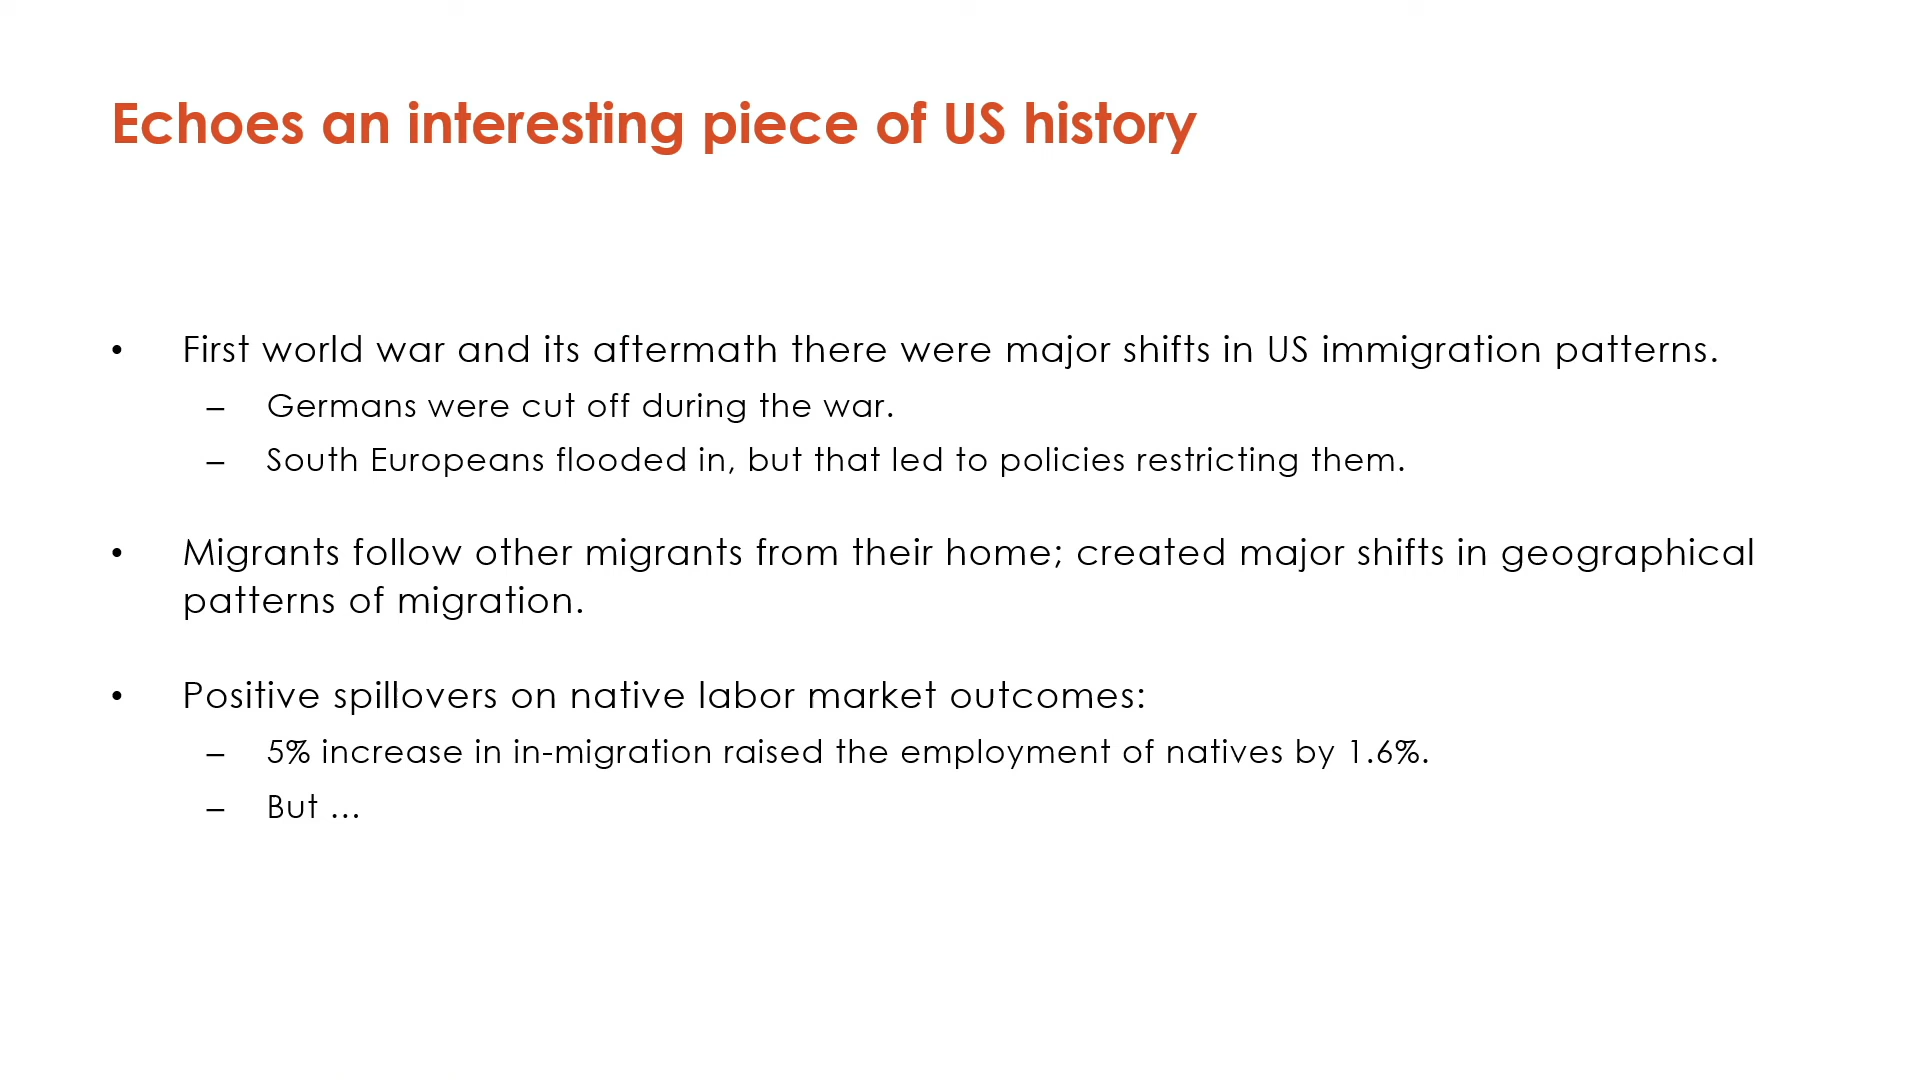 Echoes an interesting piece of US history
• First world war and its aftermath there were major shifts in US immigration patterns.
– Germans were cut off during the war.
– South Europeans flooded in, but that led to policies restricting them.
• Migrants follow other migrants from their home; created major shifts in geographical
patterns of migration.
• Positive spillovers on native labor market outcomes:
– 5% increase in in-migration raised the employment of natives by 1.6%.
– But …